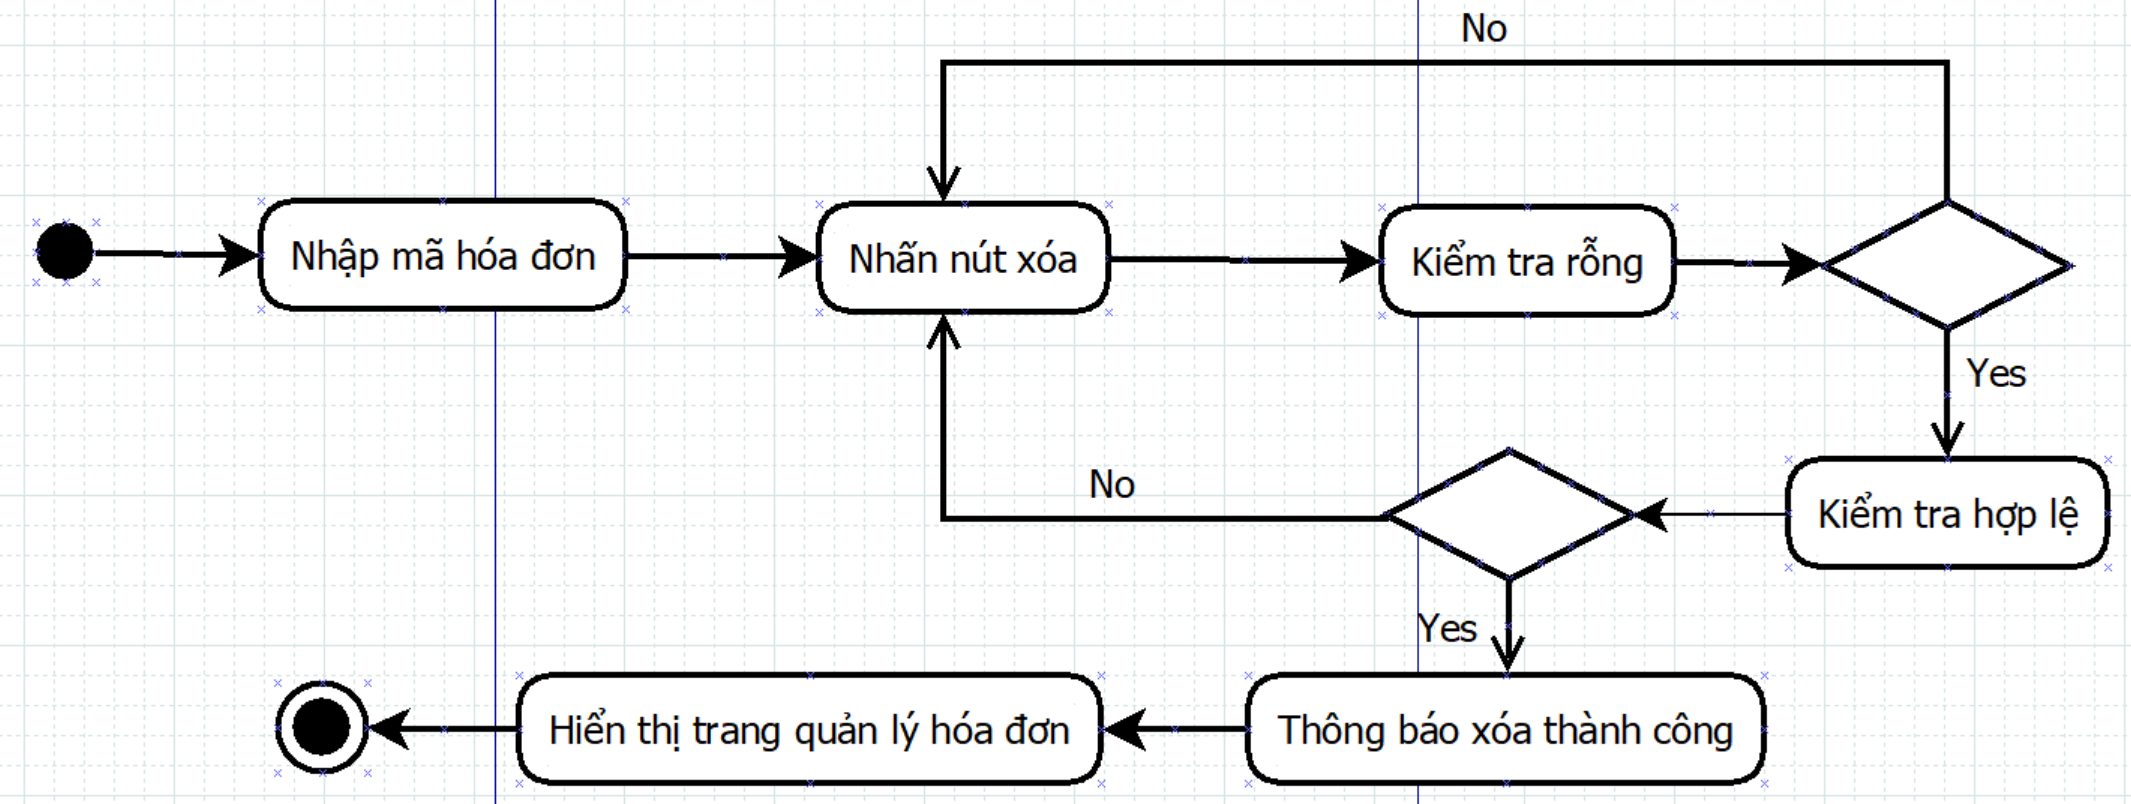 No
Nhập mã hóa đơn
Nhấn nút xóa
Kiểm tra rỗng
Yes
Kiểm tra hợp lệ
No
Yes
Thông báo xóa thành công
Hiển thị trang quản lý hóa đơn